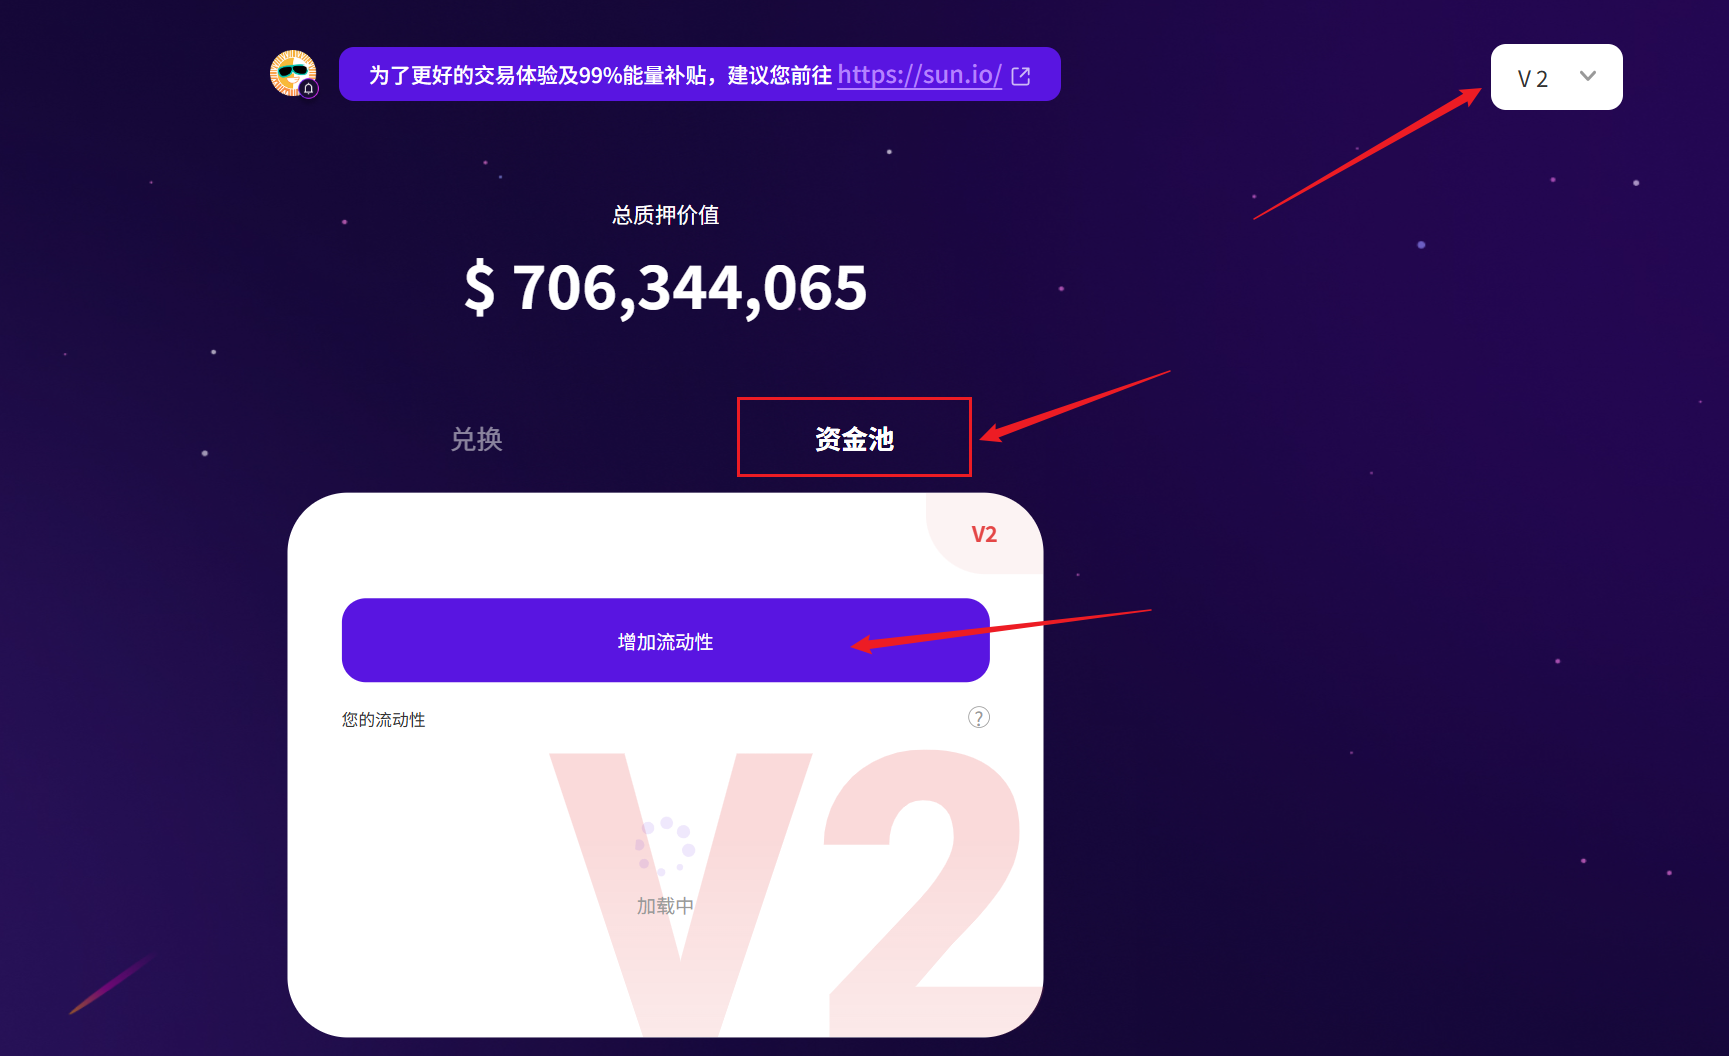 为了更好的交易体验及99%能量补贴，建议您前往 https://sun.io/
V 2
总质押价值
$ 706,344,065
兑换
资金池
V2
增加流动性
您的流动性
?
V2
加载中